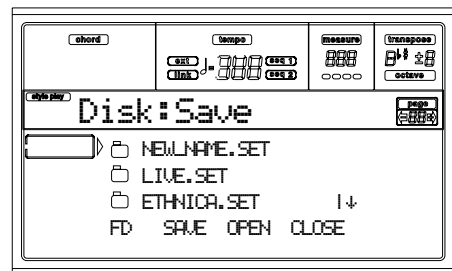 chord tempo measure transpose
ext seq 1
link seq 2
octave
style play
Disk:Save
page
NEW_NAME.SET
LIVE.SET
ETHNICA.SET
FD SAVE OPEN CLOSE